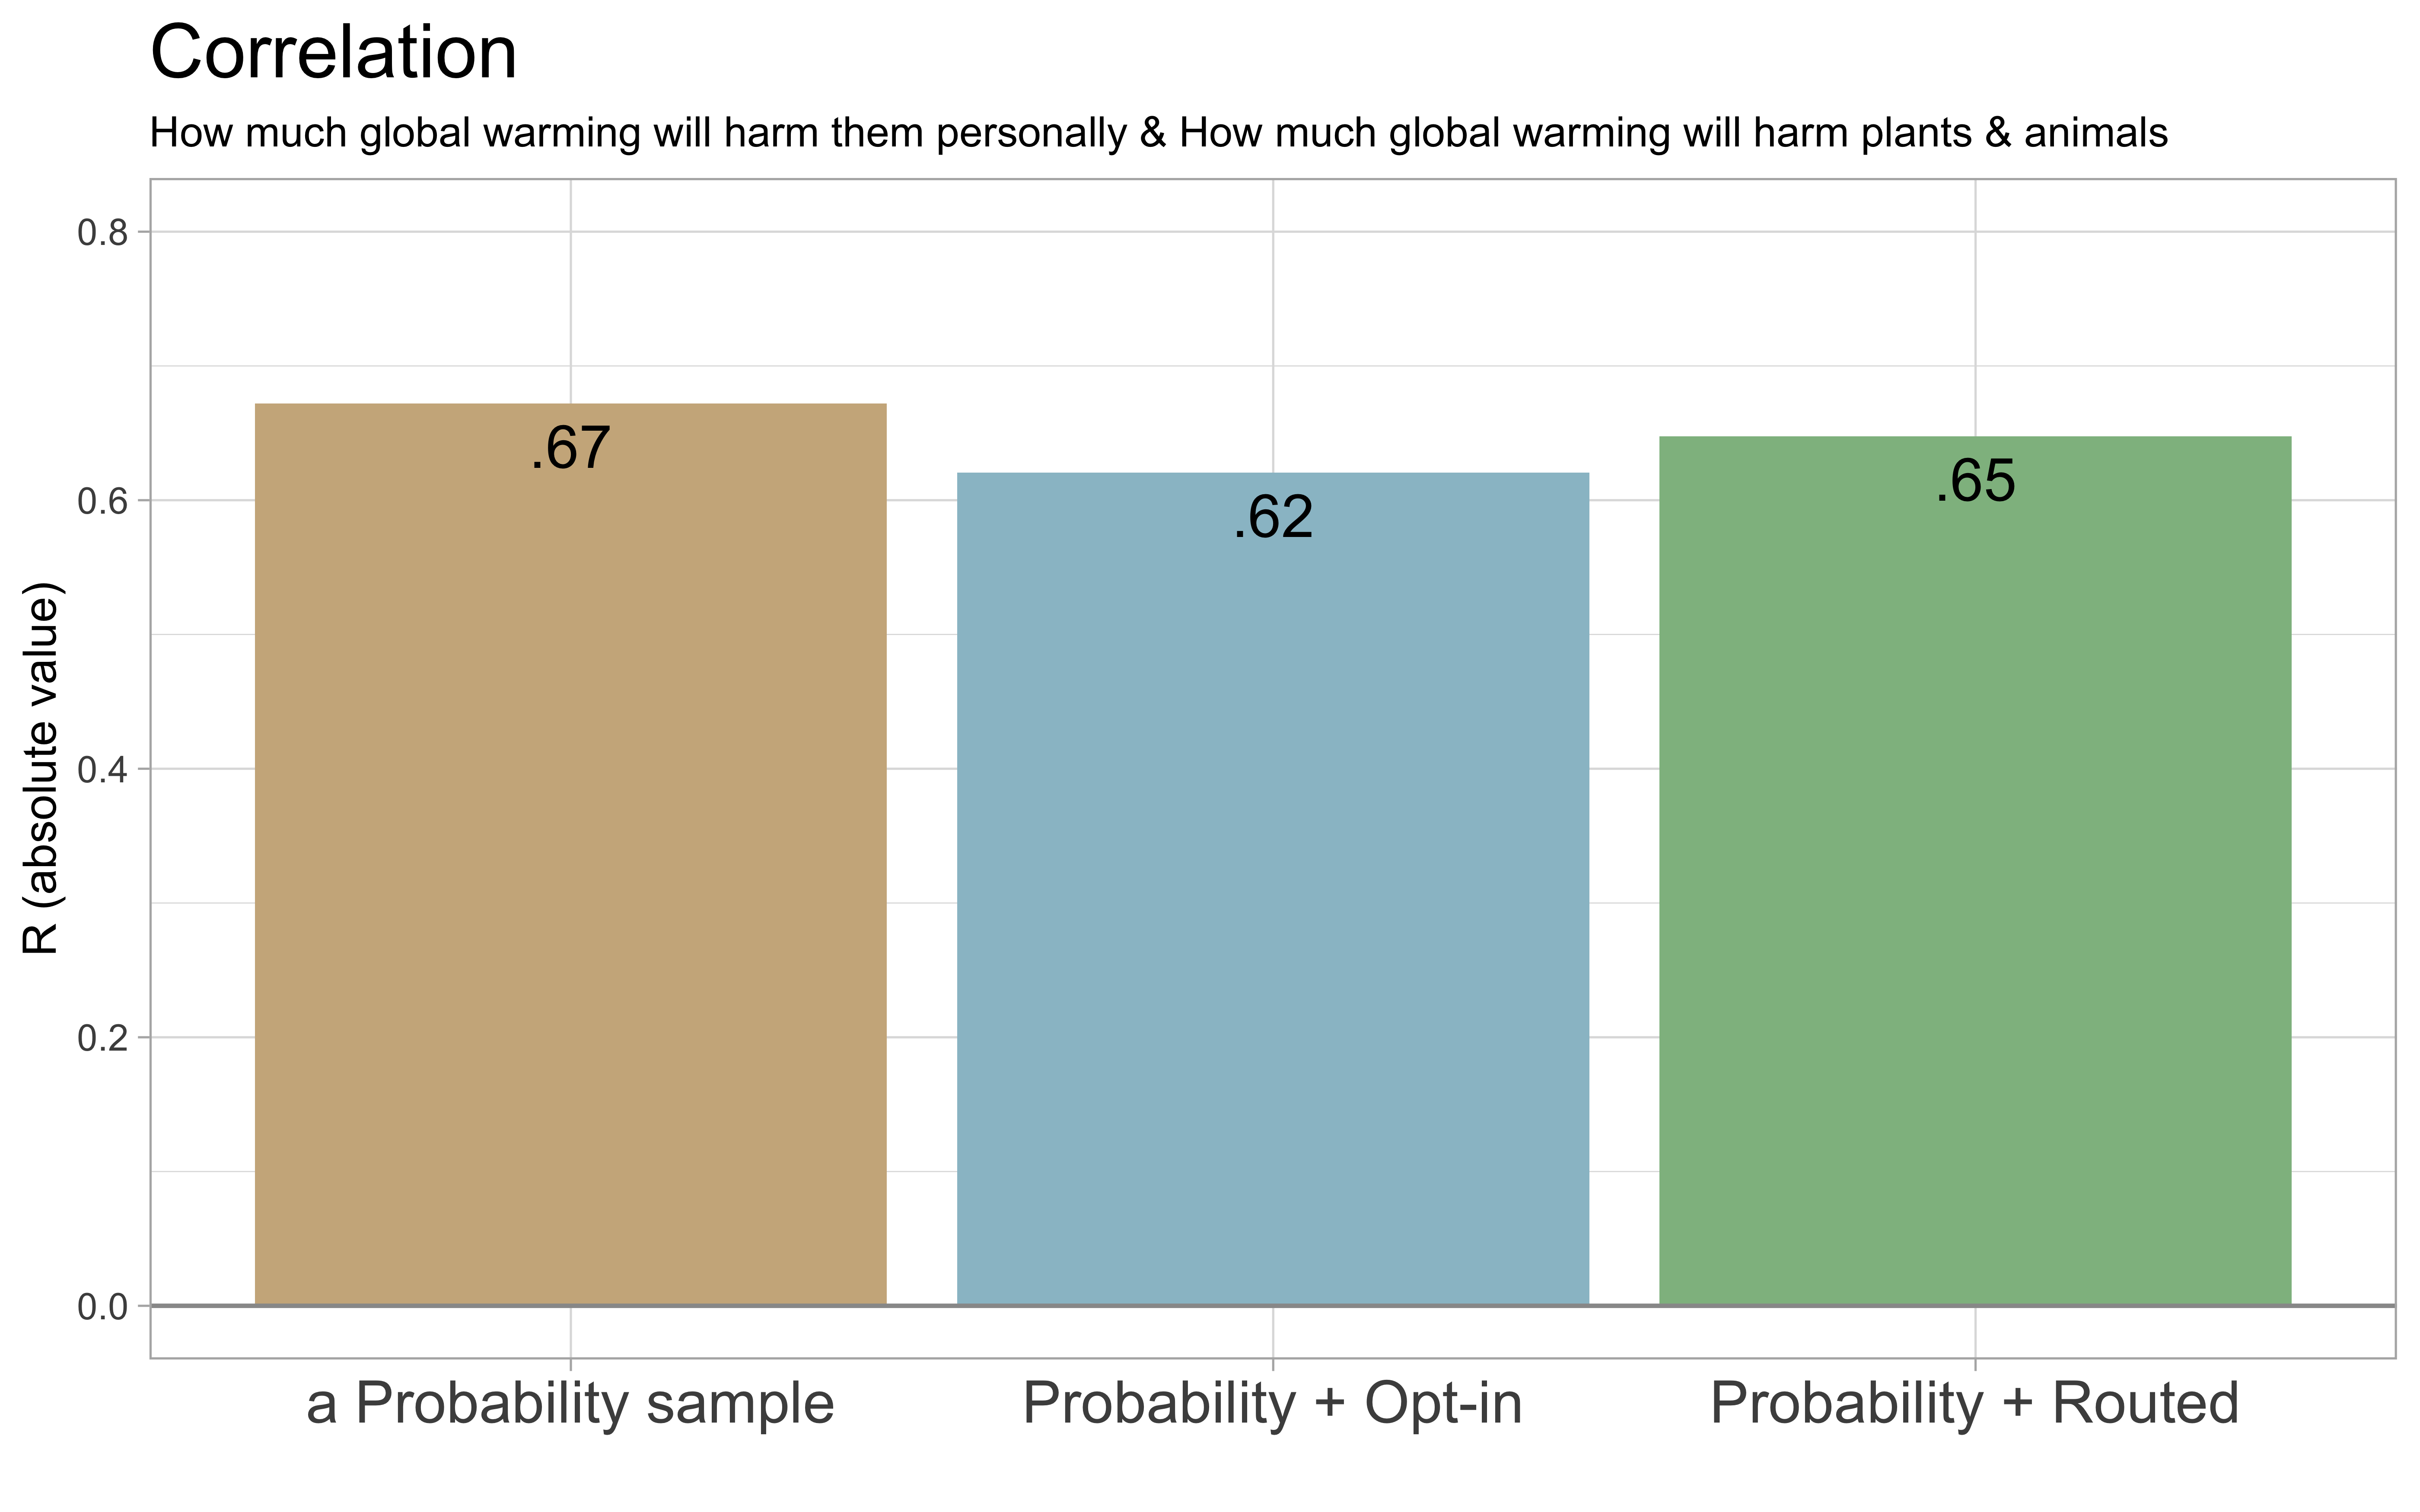 Correlation
How much global warming will harm them personally & How much global warming will harm plants & animals
R (absolute value)
0.8
0.6
0.4
0.2
0.0
.67
.62
.65
a Probability sample
Probability + Opt-in
Probability + Routed